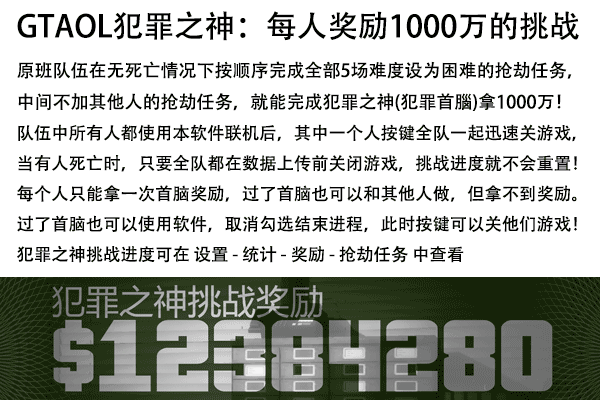 GTAOL犯罪之神：每人奖励1000万的挑战
原班队伍在无死亡情况下按顺序完成全部5场难度设为困难的抢劫任务，
中间不加其他人的抢劫任务，就能完成犯罪之神(犯罪首腦)拿1000万！
队伍中所有人都使用本软件联机后，其中一个人按键全队一起迅速关游戏，
当有人死亡时，只要全队都在数据上传前关闭游戏，挑战进度就不会重置！
每个人只能拿一次首脑奖励，过了首脑也可以和其他人做，但拿不到奖励。
过了首脑也可以使用软件，取消勾选结束进程，此时按键可以关他们游戏！
犯罪之神挑战进度可在 设置 - 统计 - 奖励 - 抢劫任务 中查看
犯罪之神挑战奖励
$12384280